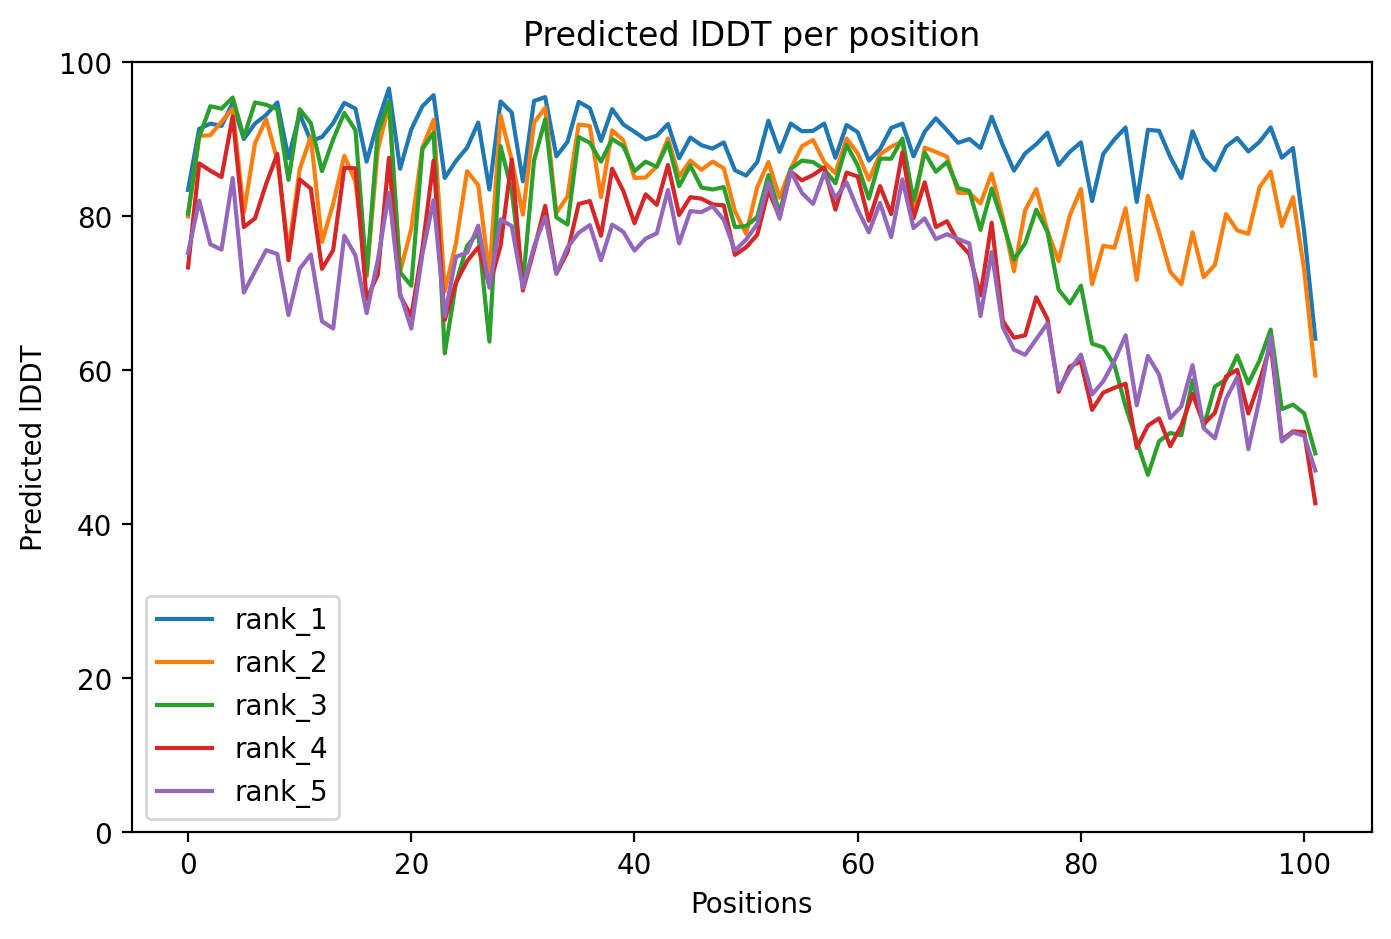 Predicted lDDT per position
100
80
60
40
20
0
Predicted lDDT
rank_1
rank_2
rank_3
rank_4
rank_5
0 20 40 60 80 100
Positions